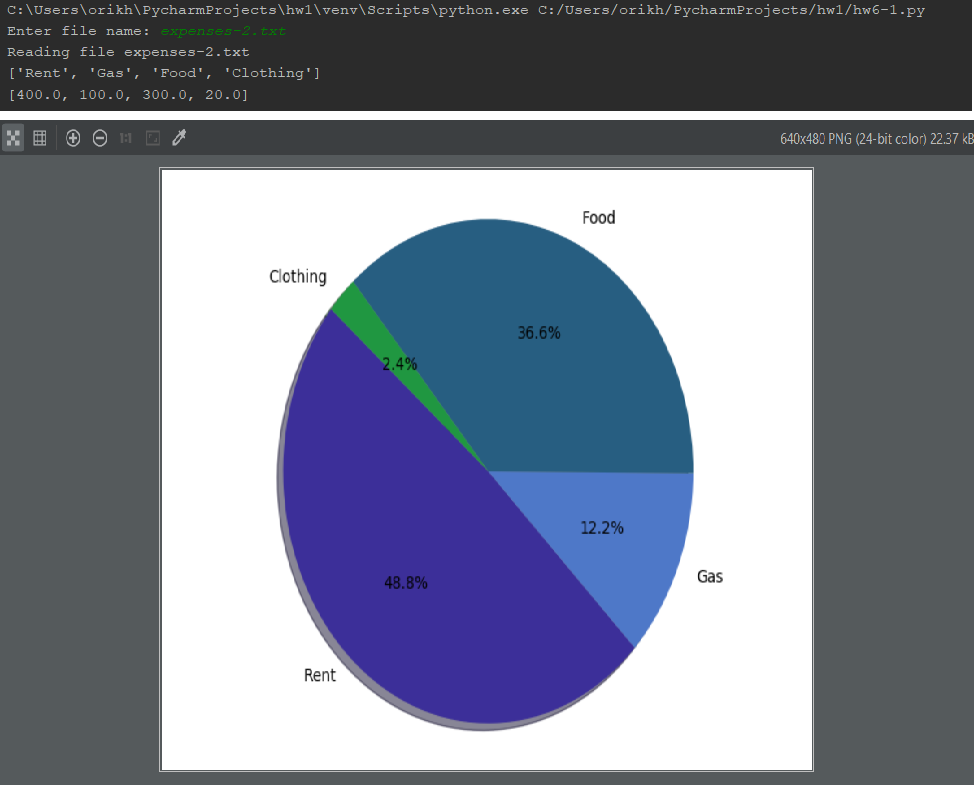 C:\Users\orikh\PycharmProjects\hw1\venv\Scripts\python.exe C:/Users/orikh/PycharmProjects/hw1/hw6-1.py
Enter file name: expenses-2.txt
Reading file expenses-2.txt
['Rent', 'Gas', 'Food', 'Clothing']
[400.0, 100.0, 300.0, 20.0]
1:1 640x480 PNG (24-bit color) 22.37 kB
Food
Clothing
36.6%
2.4%
12.2%
Gas
48.8%
Rent